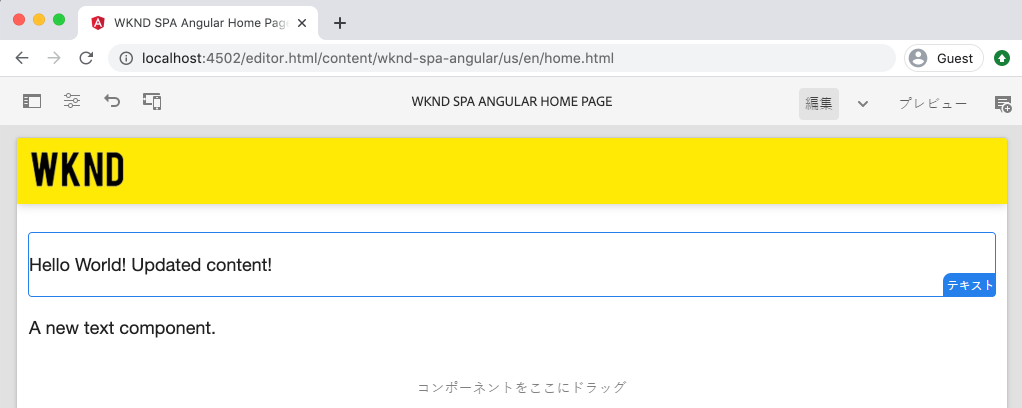 WKND SPA Angular Home Pag
localhost:4502/editor.html/content/wknd-spa-angular/us/en/home.html
Guest
WKND SPA ANGULAR HOME PAGE
編集
プレビュー
WKND
Hello World! Updated content!
テキスト
A new text component.
コンポーネントをここにドラッグ